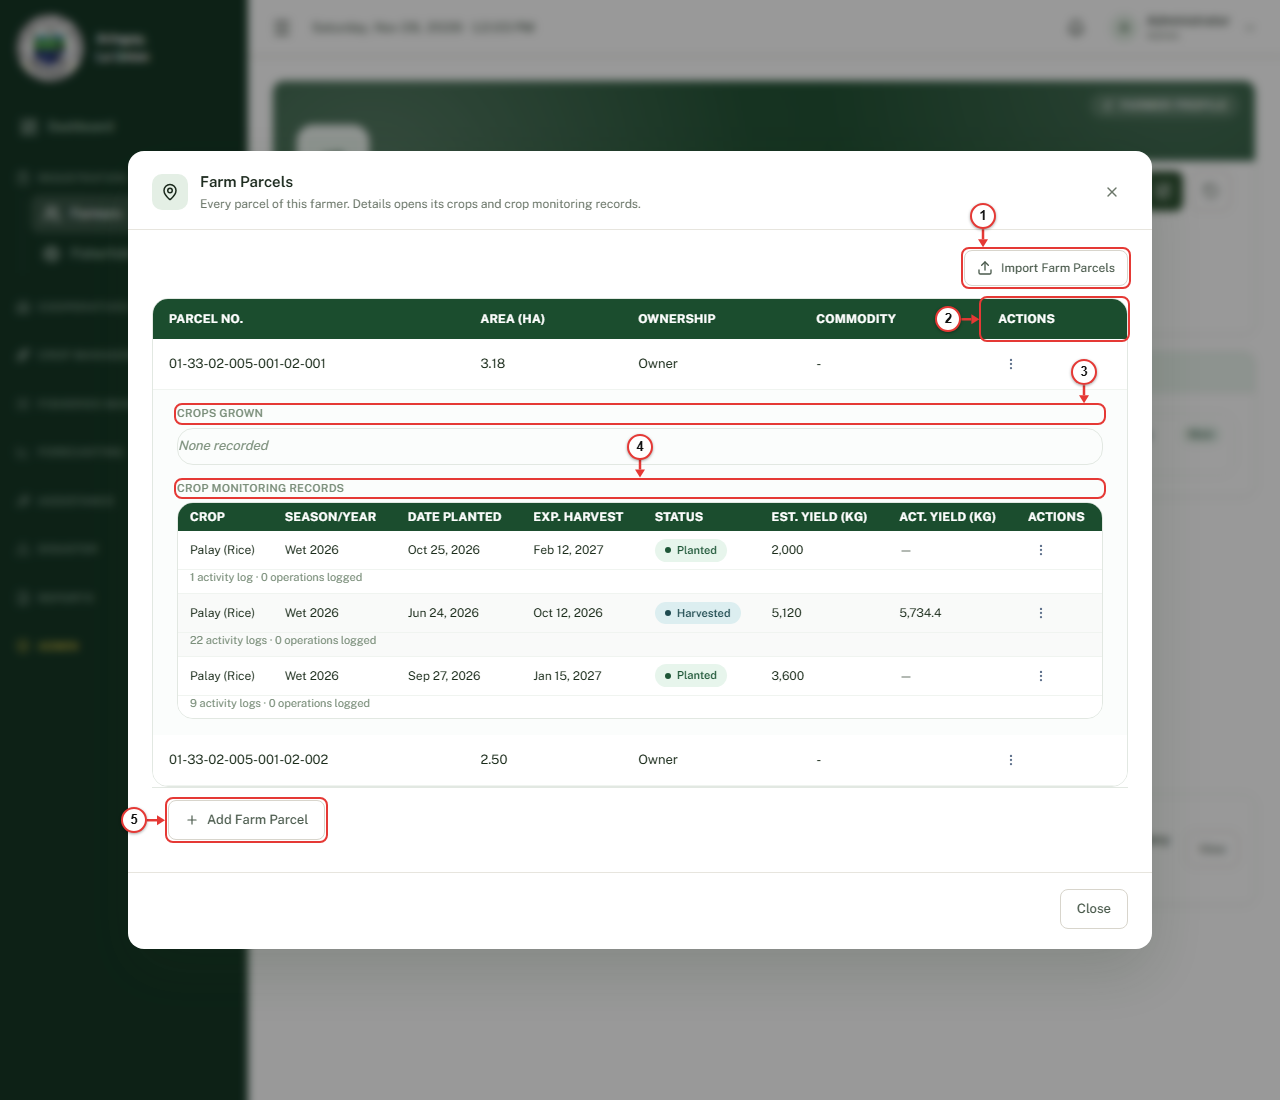 Farm Parcels
Every parcel of this farmer. Details opens its crops and crop monitoring records.
1
Import Farm Parcels
PARCEL NO. AREA (HA) OWNERSHIP COMMODITY 2 ACTIONS
01-33-02-005-001-02-001 3.18 Owner -
3
CROPS GROWN
None recorded
4
CROP MONITORING RECORDS
CROP SEASON/YEAR DATE PLANTED EXP. HARVEST STATUS EST. YIELD (KG) ACT. YIELD (KG) ACTIONS
Palay (Rice) Wet 2026 Oct 25, 2026 Feb 12, 2027 Planted 2,000 —
1 activity log · 0 operations logged
Palay (Rice) Wet 2026 Jun 24, 2026 Oct 12, 2026 Harvested 5,120 5,734.4
22 activity logs · 0 operations logged
Palay (Rice) Wet 2026 Sep 27, 2026 Jan 15, 2027 Planted 3,600 —
9 activity logs · 0 operations logged
01-33-02-005-001-02-002 2.50 Owner -
5 + Add Farm Parcel
Close